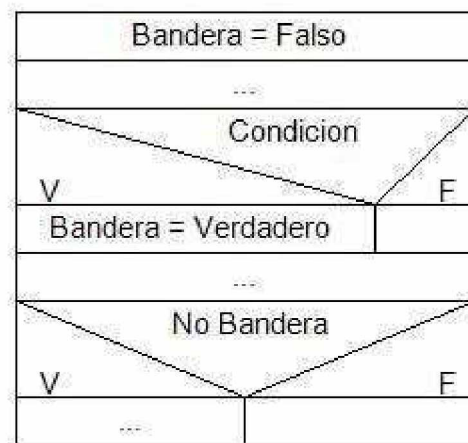 Bandera = Falso
...
Condicion
V F
Bandera = Verdadero
...
No Bandera
V F
...